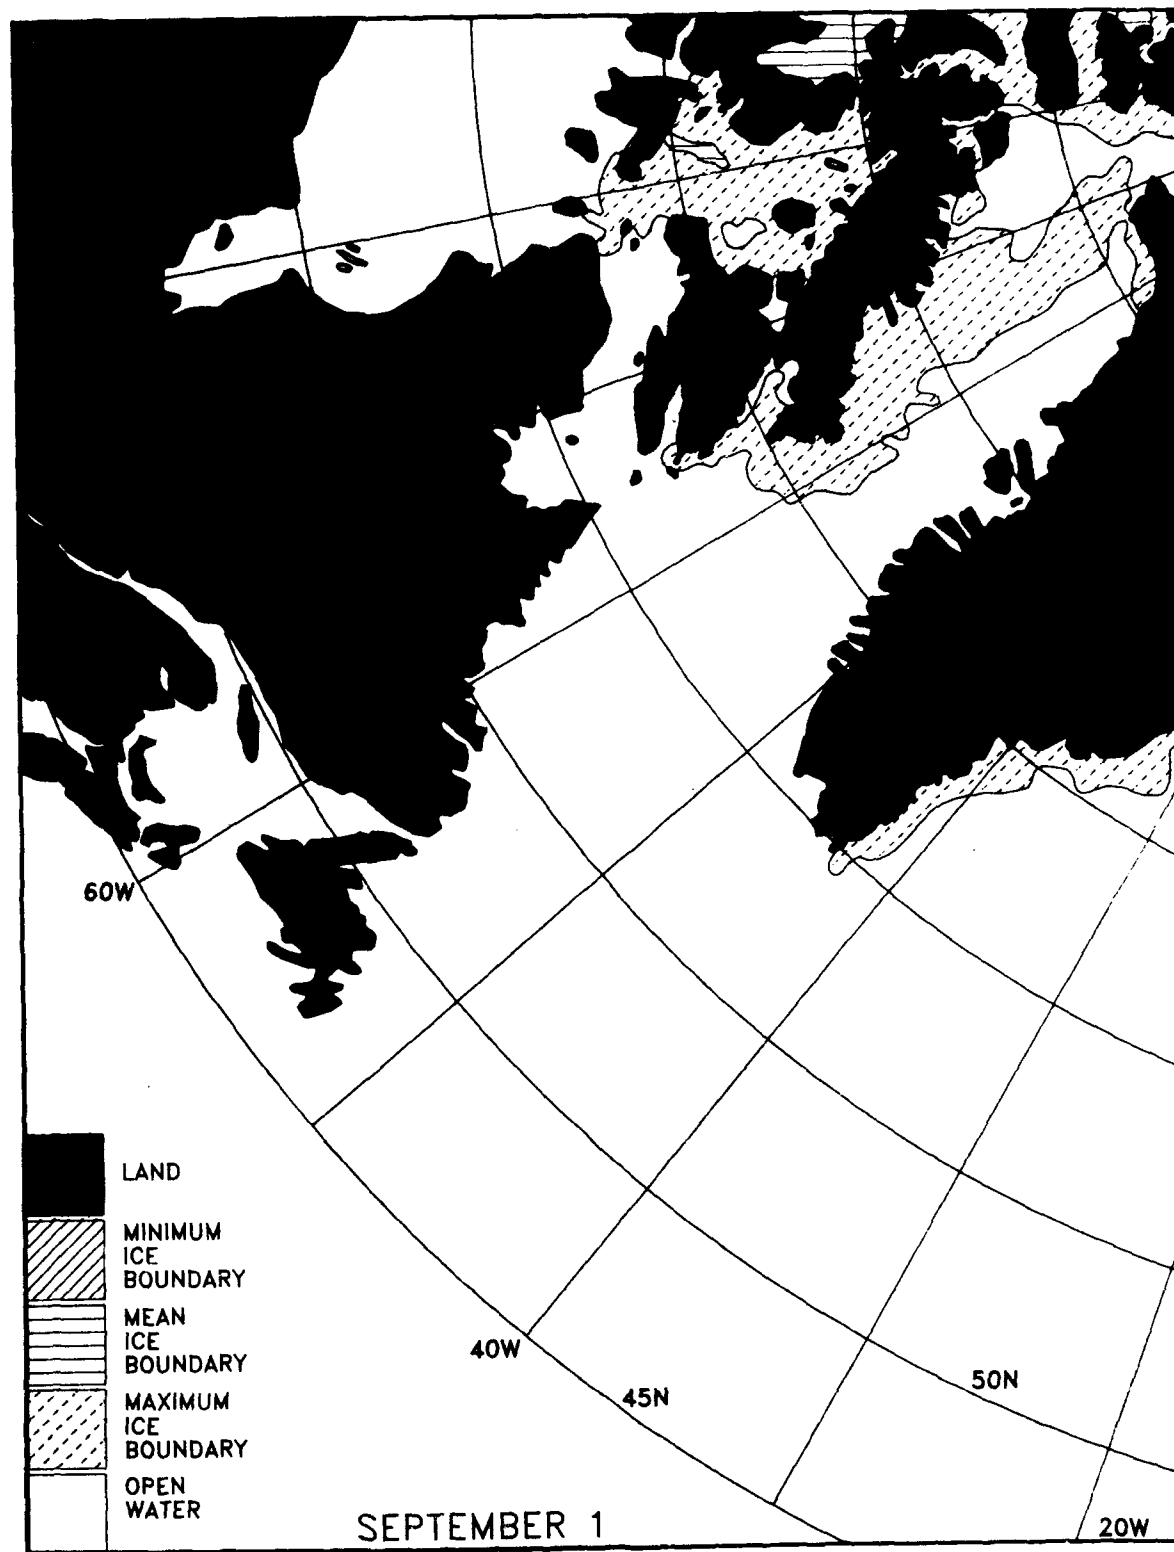 60W
LAND
MINIMUM
ICE
BOUNDARY
MEAN
ICE
BOUNDARY
40W
45N
50N
MAXIMUM
ICE
BOUNDARY
OPEN
WATER
SEPTEMBER 1
20W